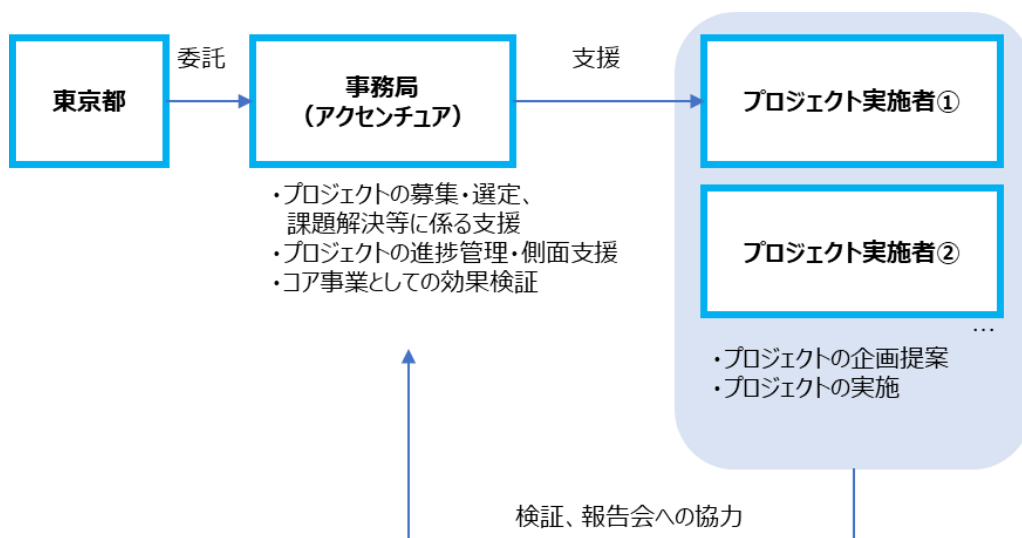 委託
支援
東京都
事務局
（アクセンチュア）
プロジェクト実施者①
・プロジェクトの募集・選定、
課題解決等に係る支援
・プロジェクトの進捗管理・側面支援
・コア事業としての効果検証
プロジェクト実施者②
…
・プロジェクトの企画提案
・プロジェクトの実施
検証、報告会への協力